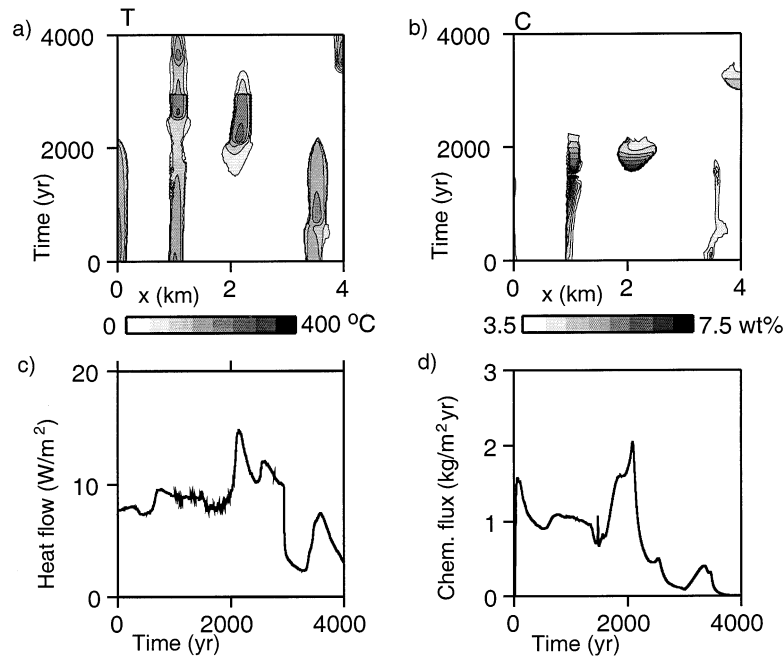 a) T
4000
2000
0
Time (yr)
0 2 4
x (km)
0 400 °C
b) C
4000
2000
0
Time (yr)
0 2 4
x (km)
3.5 7.5 wt%
c)
20
10
0
Heat flow (W/m²)
0 2000 4000
Time (yr)
d)
3
2
1
0
Chem. flux (kg/m²yr)
0 2000 4000
Time (yr)